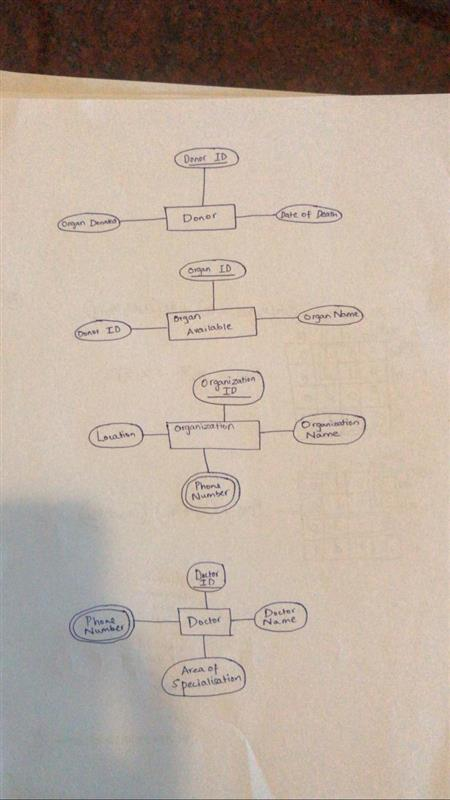 Donor ID
Organ Donated
Donor
Date of Death
Organ ID
Donor ID
Organ
Available
Organ Name
Organization
ID
Location
Organization
Organization
Name
Phone
Number
Doctor
ID
Phone
Number
Doctor
Doctor
Name
Area of
Specialisation